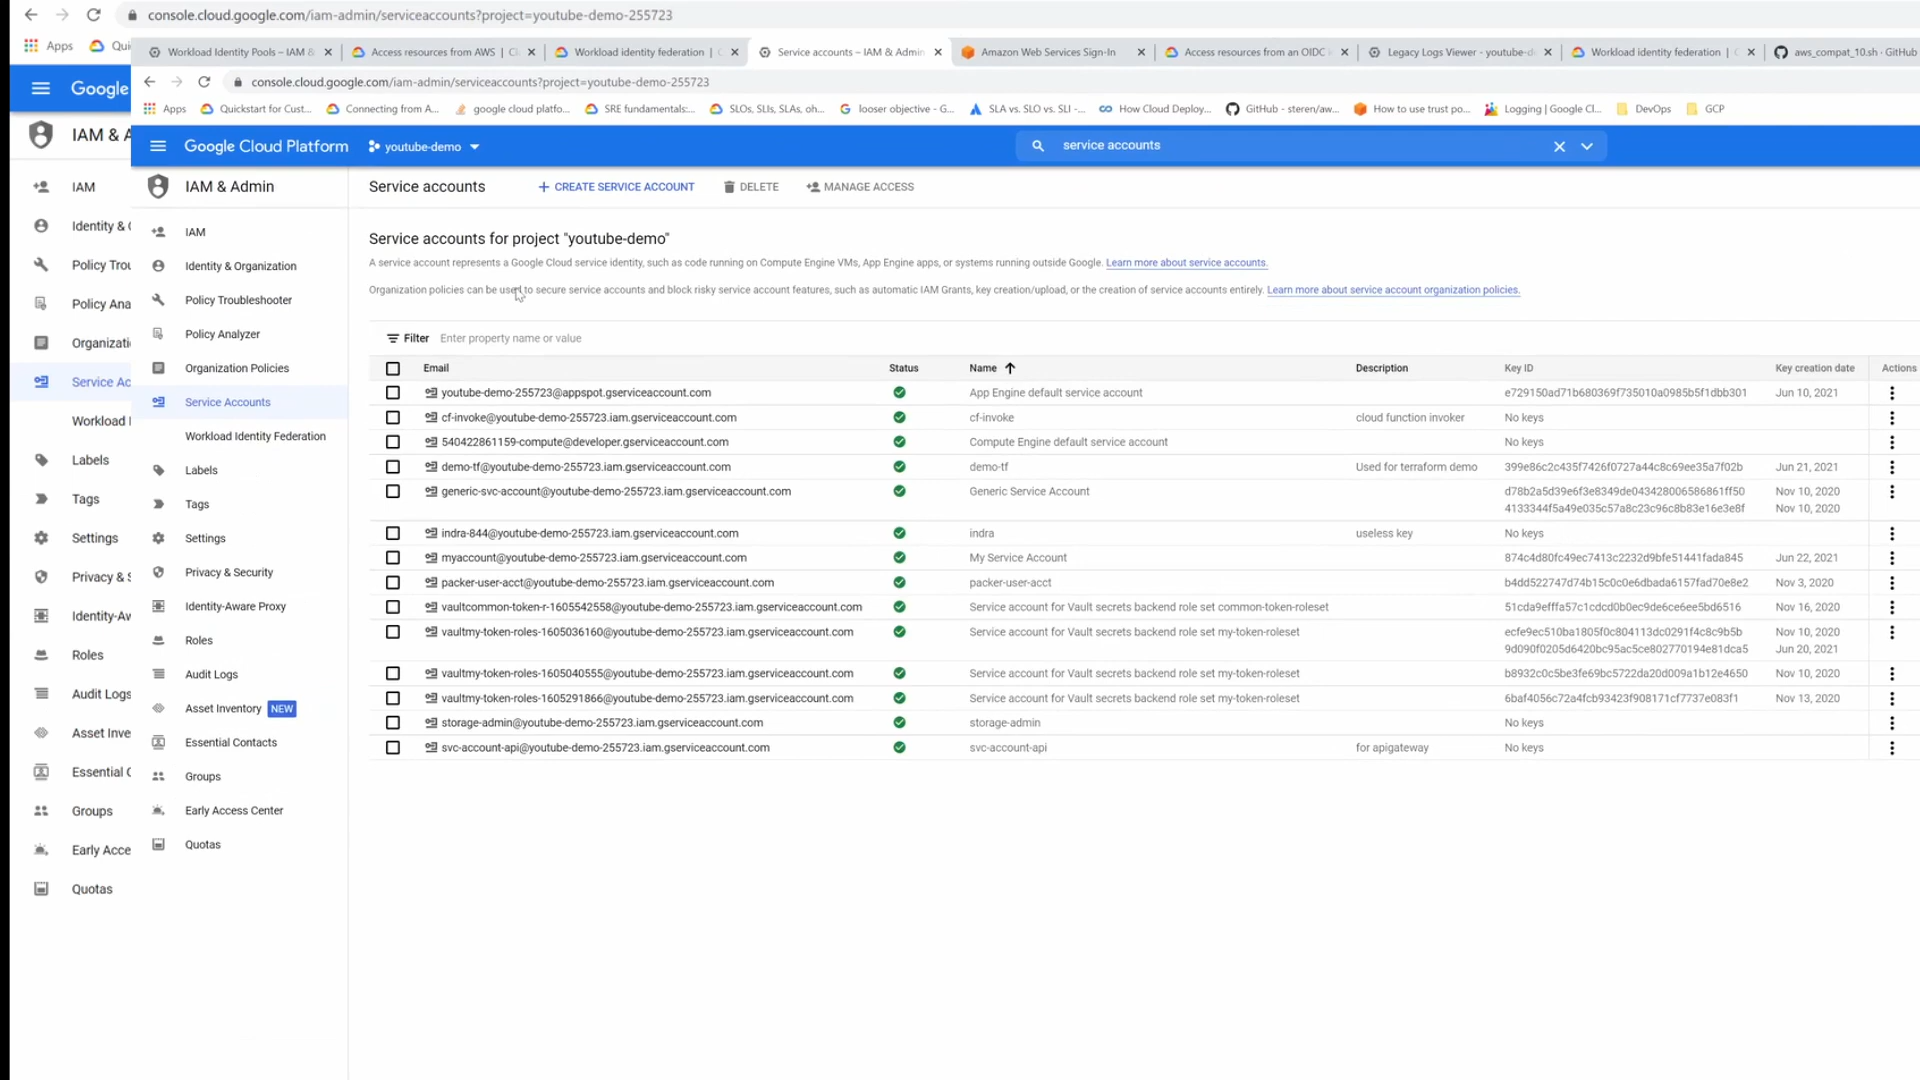 console.cloud.google.com/iam-admin/serviceaccounts?project=youtube-demo-255723
Apps
Workload Identity Pools – IAM &
Access resources from AWS | Cl
Workload identity federation | C
Service accounts – IAM & Admin
Amazon Web Services Sign-In
Access resources from an OIDC
Legacy Logs Viewer - youtube-d
Workload identity federation |
aws_compat_10.sh · GitHub
console.cloud.google.com/iam-admin/serviceaccounts?project=youtube-demo-255723
Apps
Quickstart for Cust...
Connecting from A...
google cloud platfo...
SRE fundamentals:...
SLOs, SLIs, SLAs, oh...
looser objective - G...
SLA vs. SLO vs. SLI -...
How Cloud Deploy...
GitHub - steren/aw...
How to use trust po...
Logging | Google Cl...
DevOps
GCP
Google
Google Cloud Platform
youtube-demo
service accounts
IAM & A
IAM & Admin
Service accounts
CREATE SERVICE ACCOUNT
DELETE
MANAGE ACCESS
IAM
Identity & O
Policy Trou
Policy Ana
Organizati
Service Ac
Workload I
Labels
Tags
Settings
Privacy & S
Identity-Aw
Roles
Audit Logs
Asset Inve
Essential C
Groups
Early Acce
Quotas
IAM
Identity & Organization
Policy Troubleshooter
Policy Analyzer
Organization Policies
Service Accounts
Workload Identity Federation
Labels
Tags
Settings
Privacy & Security
Identity-Aware Proxy
Roles
Audit Logs
Asset Inventory NEW
Essential Contacts
Groups
Early Access Center
Quotas
Service accounts for project "youtube-demo"
A service account represents a Google Cloud service identity, such as code running on Compute Engine VMs, App Engine apps, or systems running outside Google. Learn more about service accounts.
Organization policies can be used to secure service accounts and block risky service account features, such as automatic IAM Grants, key creation/upload, or the creation of service accounts entirely. Learn more about service account organization policies.
Filter Enter property name or value
Email Status Name Description Key ID Key creation date Actions
youtube-demo-255723@appspot.gserviceaccount.com App Engine default service account e729150ad71b680369f735010a0985b5f1dbb301 Jun 10, 2021
cf-invoke@youtube-demo-255723.iam.gserviceaccount.com cf-invoke cloud function invoker No keys
540422861159-compute@developer.gserviceaccount.com Compute Engine default service account No keys
demo-tf@youtube-demo-255723.iam.gserviceaccount.com demo-tf Used for terraform demo 399e86c2c435f7426f0727a44c8c69ee35a7f02b Jun 21, 2021
generic-svc-account@youtube-demo-255723.iam.gserviceaccount.com Generic Service Account d78b2a5d39e6f3e8349de043428006586861ff50 Nov 10, 2020
4133344f5a49e035c57a8c23c96c8b83e16e3e8f Nov 10, 2020
indra-844@youtube-demo-255723.iam.gserviceaccount.com indra useless key No keys
myaccount@youtube-demo-255723.iam.gserviceaccount.com My Service Account 874c4d80fc49ec7413c2232d9bfe51441fada845 Jun 22, 2021
packer-user-acct@youtube-demo-255723.iam.gserviceaccount.com packer-user-acct b4dd522747d74b15c0c0e6dbada6157fad70e8e2 Nov 3, 2020
vaultcommon-token-r-1605542558@youtube-demo-255723.iam.gserviceaccount.com Service account for Vault secrets backend role set common-token-roleset 51cda9efffa57c1cdcd0b0ec9de6ce6ee5bd6516 Nov 16, 2020
vaultmy-token-roles-1605036160@youtube-demo-255723.iam.gserviceaccount.com Service account for Vault secrets backend role set my-token-roleset ecfe9ec510ba1805f0c804113dc0291f4c8c9b5b Nov 10, 2020
9d090f0205d6420bc95ac5ce802770194e81dca5 Jun 20, 2021
vaultmy-token-roles-1605040555@youtube-demo-255723.iam.gserviceaccount.com Service account for Vault secrets backend role set my-token-roleset b8932c0c5be3fe69bc5722da20d009a1b12e4650 Nov 10, 2020
vaultmy-token-roles-1605291866@youtube-demo-255723.iam.gserviceaccount.com Service account for Vault secrets backend role set my-token-roleset 6baf4056c72a4fcb93423f908171cf7737e083f1 Nov 13, 2020
storage-admin@youtube-demo-255723.iam.gserviceaccount.com storage-admin No keys
svc-account-api@youtube-demo-255723.iam.gserviceaccount.com svc-account-api for apigateway No keys